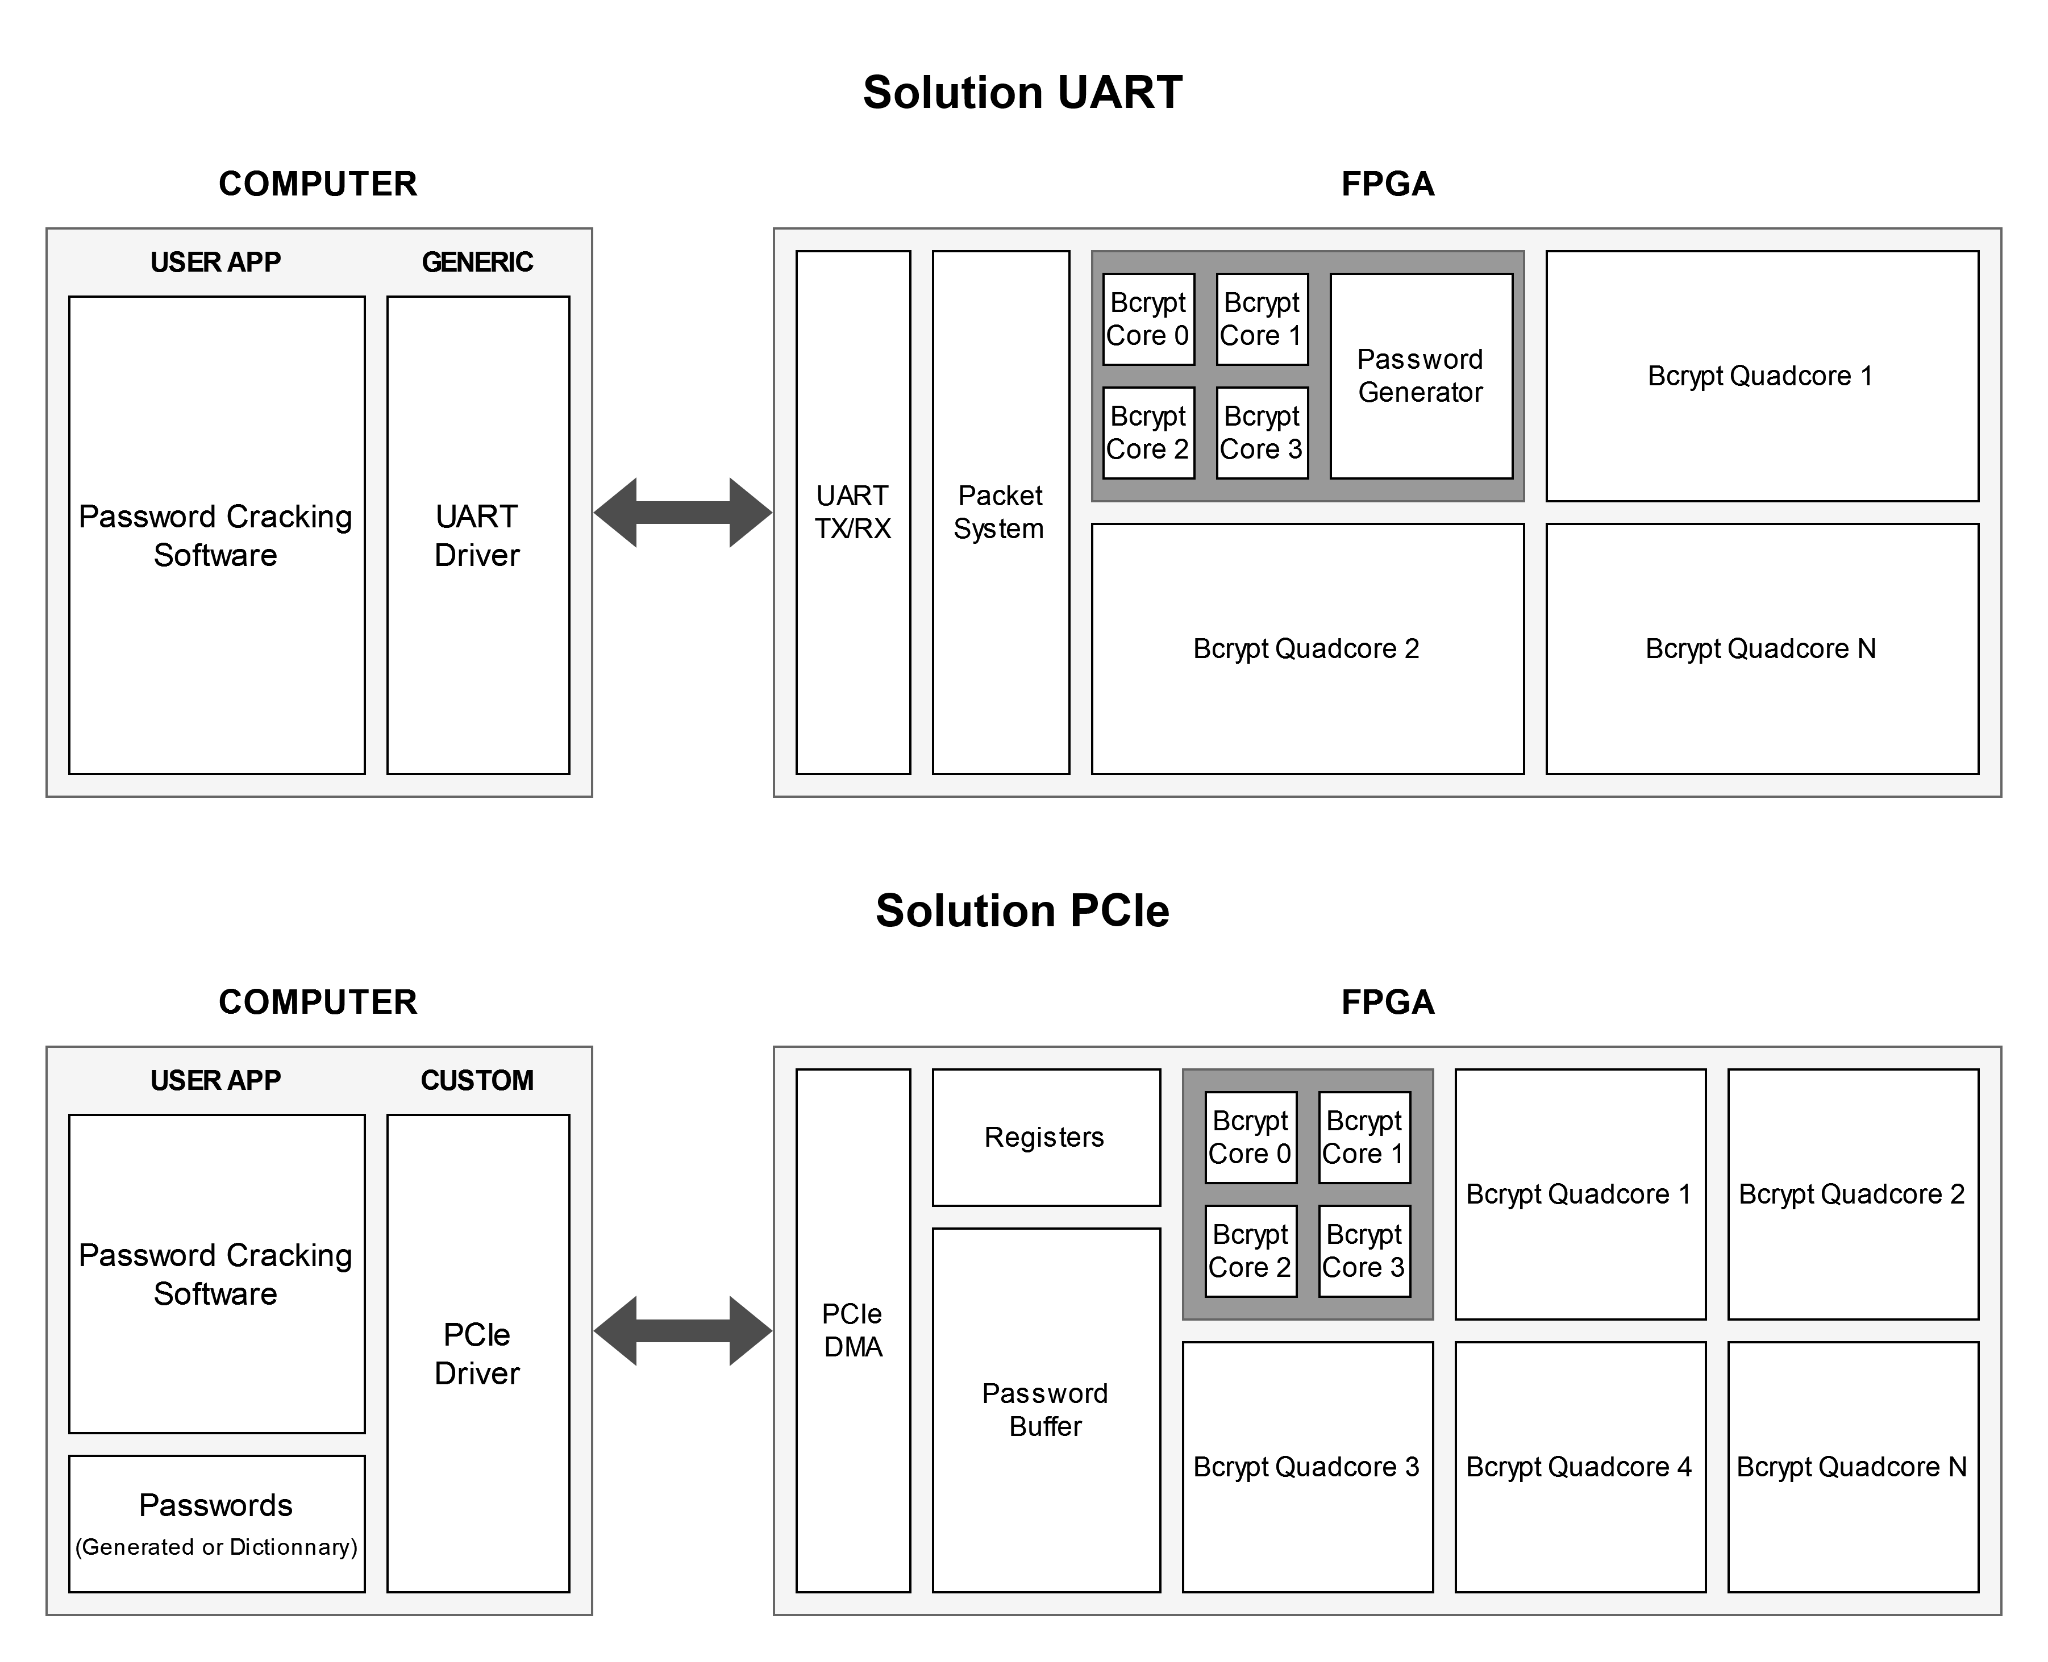 Solution UART
COMPUTER
FPGA
USER APP
GENERIC
Password Cracking
Software
UART
Driver
UART
TX/RX
Packet
System
Bcrypt
Core 0
Bcrypt
Core 1
Bcrypt
Core 2
Bcrypt
Core 3
Password
Generator
Bcrypt Quadcore 1
Bcrypt Quadcore 2
Bcrypt Quadcore N
Solution PCIe
COMPUTER
FPGA
USER APP
CUSTOM
Password Cracking
Software
Passwords
(Generated or Dictionnary)
PCIe
Driver
PCIe
DMA
Registers
Password
Buffer
Bcrypt
Core 0
Bcrypt
Core 1
Bcrypt
Core 2
Bcrypt
Core 3
Bcrypt Quadcore 1
Bcrypt Quadcore 2
Bcrypt Quadcore 3
Bcrypt Quadcore 4
Bcrypt Quadcore N